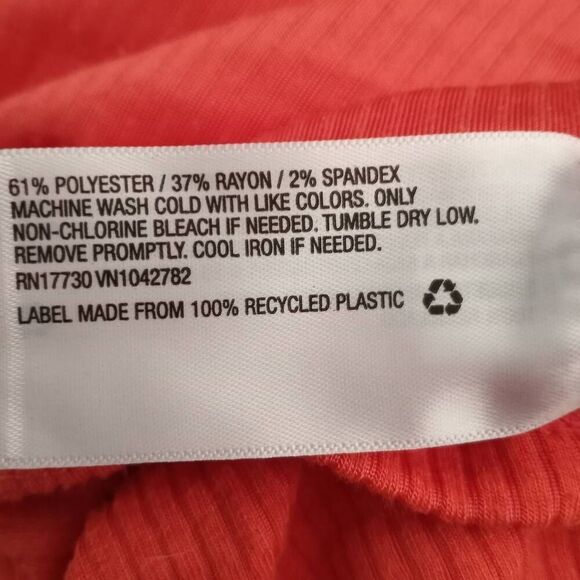 61% POLYESTER / 37% RAYON / 2% SPANDEX
MACHINE WASH COLD WITH LIKE COLORS. ONLY
NON-CHLORINE BLEACH IF NEEDED. TUMBLE DRY LOW.
REMOVE PROMPTLY. COOL IRON IF NEEDED.
RN17730 VN1042782
LABEL MADE FROM 100% RECYCLED PLASTIC